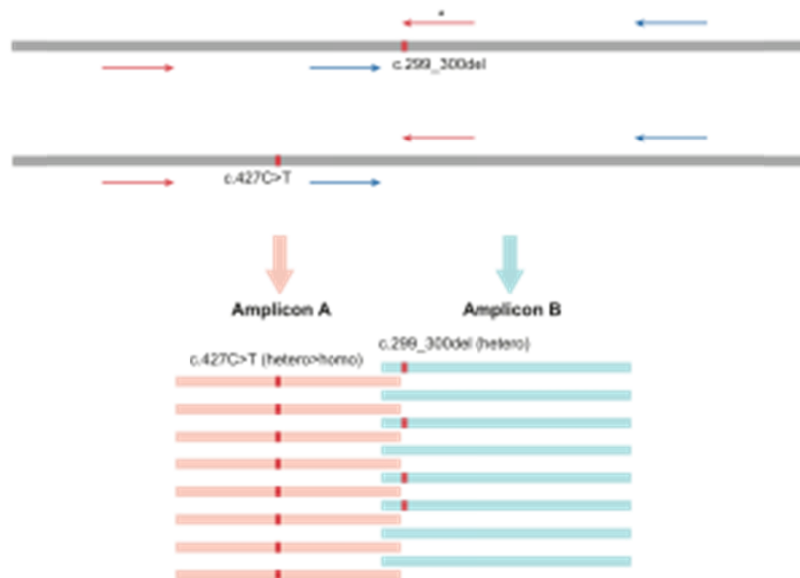 *
c.299_300del
c.427C>T
Amplicon A
Amplicon B
c.299_300del (hetero)
c.427C>T (hetero>homo)